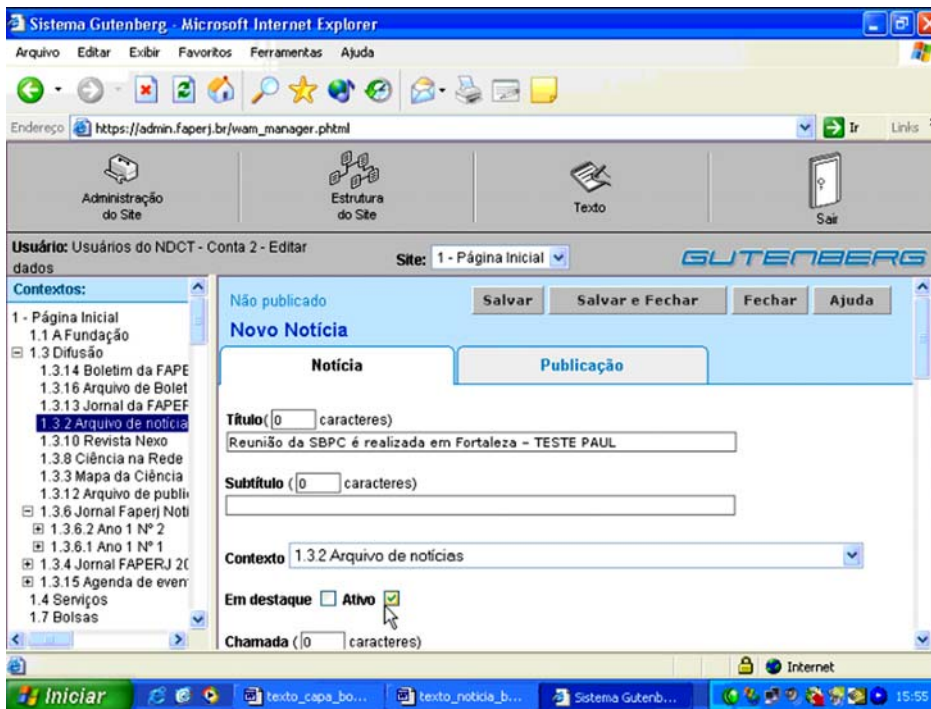 Sistema Gutenberg - Microsoft Internet Explorer
Arquivo Editar Exibir Favoritos Ferramentas Ajuda
Endereço https://admin.faperj.br/wam_manager.phtml Ir Links
Administração do Site
Estrutura do Site
Texto
Sair
Usuário: Usuários do NDCT - Conta 2 - Editar dados
Site: 1 - Página Inicial
GUTENBERG
Contextos:
1 - Página Inicial
1.1 A Fundação
1.3 Difusão
1.3.14 Boletim da FAPE
1.3.16 Arquivo de Bolet
1.3.13 Jornal da FAPER
1.3.2 Arquivo de notícia
1.3.10 Revista Nexo
1.3.8 Ciência na Rede
1.3.3 Mapa da Ciência
1.3.12 Arquivo de public
1.3.6 Jornal Faperj Notí
1.3.6.2 Ano 1 Nº 2
1.3.6.1 Ano 1 Nº 1
1.3.4 Jornal FAPERJ 20
1.3.15 Agenda de even
1.4 Serviços
1.7 Bolsas
Não publicado
Salvar Salvar e Fechar Fechar Ajuda
Novo Notícia
Notícia Publicação
Título( 0 caracteres)
Reunião da SBPC é realizada em Fortaleza - TESTE PAUL
Subtítulo ( 0 caracteres)
Contexto 1.3.2 Arquivo de notícias
Em destaque Ativo
Chamada ( 0 caracteres)
Internet
Iniciar texto_capa_bo... texto_noticia_b... Sistema Gutenb... 15:55